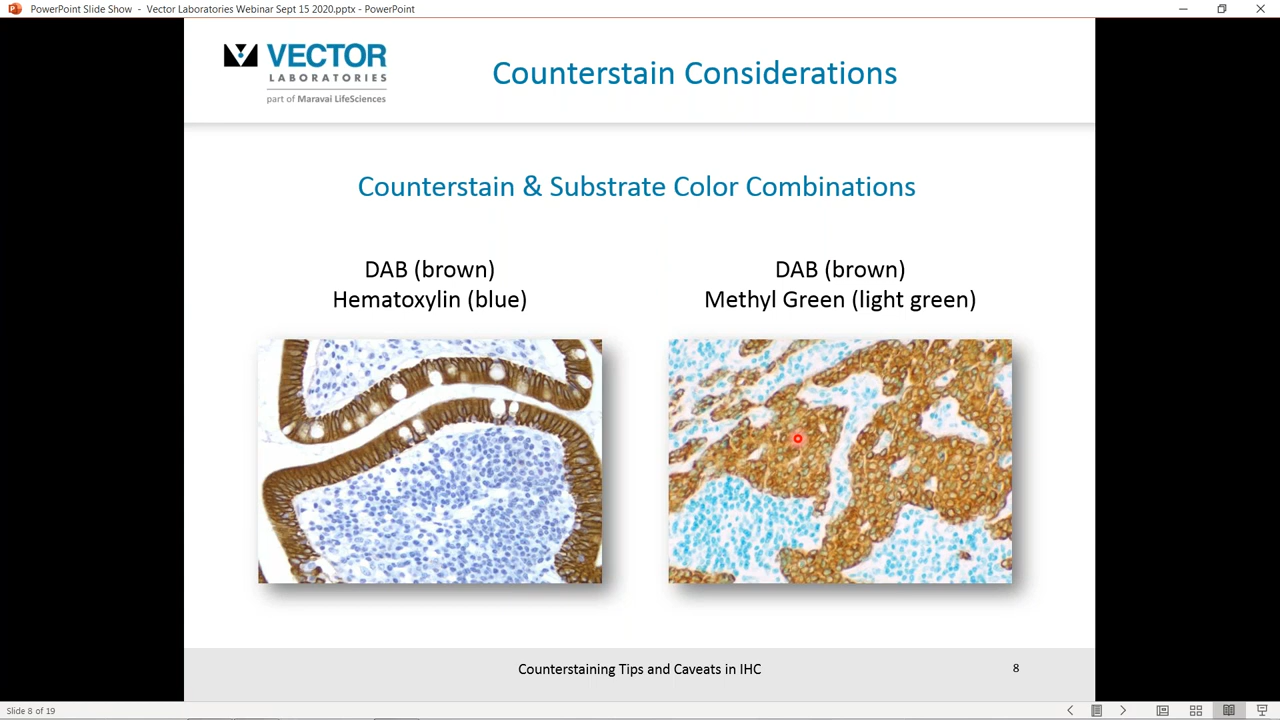 PowerPoint Slide Show - Vector Laboratories Webinar Sept 15 2020.pptx - PowerPoint
VECTOR
LABORATORIES
part of Maravai LifeSciences
Counterstain Considerations
Counterstain & Substrate Color Combinations
DAB (brown)
Hematoxylin (blue)
DAB (brown)
Methyl Green (light green)
Counterstaining Tips and Caveats in IHC
8
Slide 8 of 19